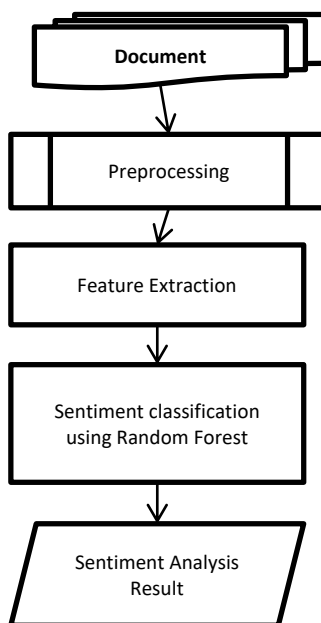 Document
Preprocessing
Feature Extraction
Sentiment classification
using Random Forest
Sentiment Analysis
Result